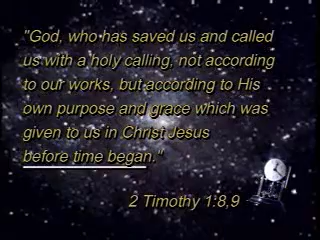 "God, who has saved us and called
us with a holy calling, not according
to our works, but according to His
own purpose and grace which was
given to us in Christ Jesus
before time began."
2 Timothy 1:8,9